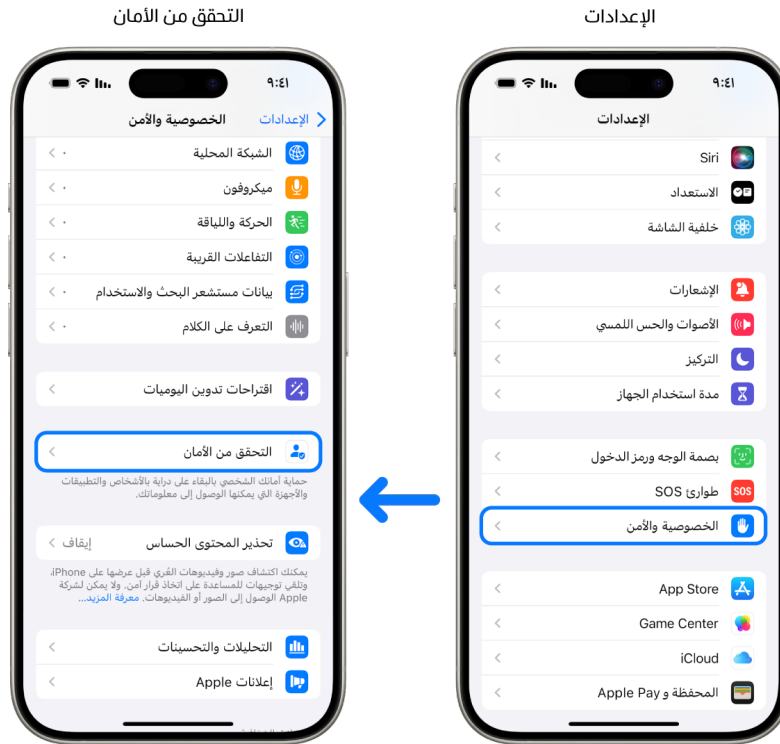 الإعدادات
٩:٤١
الإعدادات
Siri
الاستعداد
خلفية الشاشة
الإشعارات
الأصوات والحس اللمسي
التركيز
مدة استخدام الجهاز
بصمة الوجه ورمز الدخول
SOS
طوارئ SOS
الخصوصية والأمن
App Store
Game Center
iCloud
المحفظة و Apple Pay
التحقق من الأمان
٩:٤١
الإعدادات الخصوصية والأمن
الشبكة المحلية ٠
ميكروفون ٠
الحركة واللياقة ٠
التفاعلات القريبة ٠
بيانات مستشعر البحث والاستخدام ٠
التعرف على الكلام ٠
اقتراحات تدوين اليوميات
التحقق من الأمان
حماية أمانك الشخصي بالبقاء على دراية بالأشخاص والتطبيقات
والأجهزة التي يمكنها الوصول إلى معلوماتك.
تحذير المحتوى الحساس إيقاف
يمكنك اكتشاف صور وفيديوهات العُري قبل عرضها على iPhone،
وتلقي توجيهات للمساعدة على اتخاذ قرار آمن. ولا يمكن لشركة
Apple الوصول إلى الصور أو الفيديوهات. معرفة المزيد...
التحليلات والتحسينات
إعلانات Apple